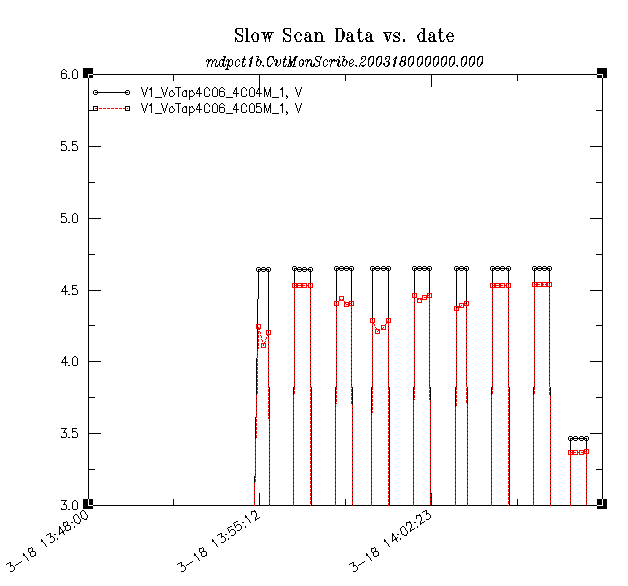 Slow Scan Data vs. date
mdpct1b.CvtMonScribe.200318000000.000
6.0
V1_VoTap4C06_4C04M_1, V
V1_VoTap4C06_4C05M_1, V
5.5
5.0
4.5
4.0
3.5
3.0
3-18 13:48:00
3-18 13:55:12
3-18 14:02:23